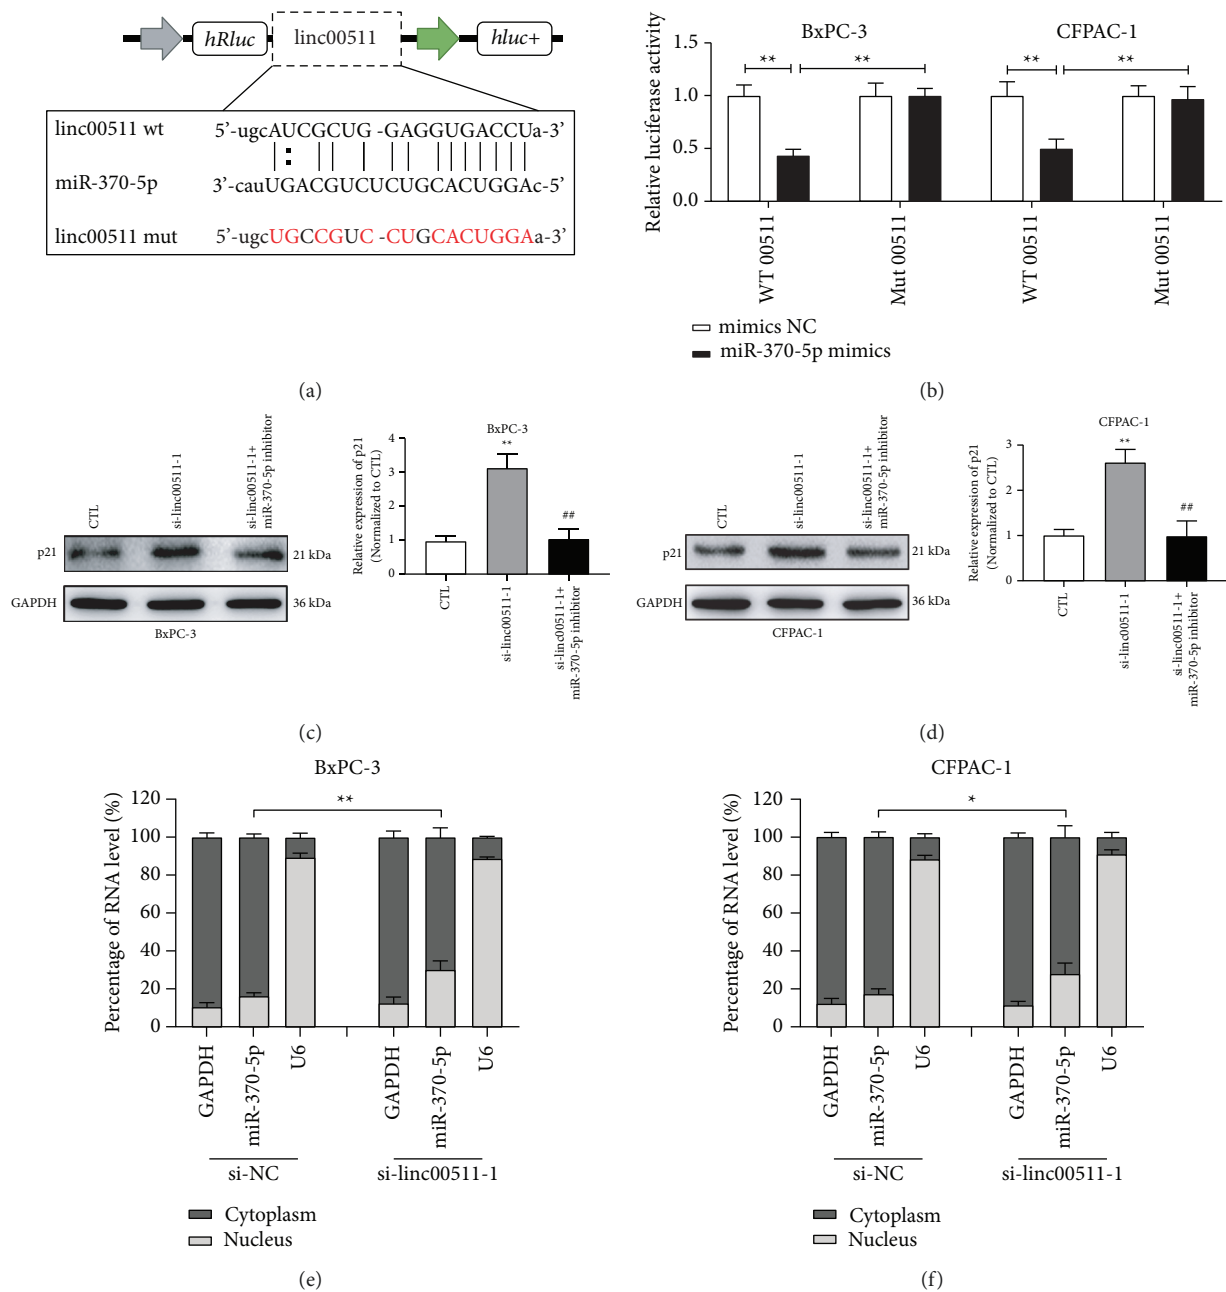 hRluc linc00511 hluc+
linc00511 wt 5'-ugcAUCGCUG -GAGGUGACCUa-3'
miR-370-5p 3'-cauUGACGUCUCUGCACUGGAc-5'
linc00511 mut 5'-ugcUGCCGUC -CUGCACUGGAa-3'
(a)
BxPC-3 CFPAC-1
Relative luciferase activity
1.5
1.0
0.5
0.0
** ** ** **
WT 00511 Mut 00511 WT 00511 Mut 00511
mimics NC
miR-370-5p mimics
(b)
CTL
si-linc00511-1
si-linc00511-1+
miR-370-5p inhibitor
p21 21 kDa
GAPDH 36 kDa
BxPC-3
Relative expression of p21
(Normalized to CTL)
4
3
2
1
0
BxPC-3
**
##
CTL
si-linc00511-1
si-linc00511-1+
miR-370-5p inhibitor
(c)
CTL
si-linc00511-1
si-linc00511-1+
miR-370-5p inhibitor
p21 21 kDa
GAPDH 36 kDa
CFPAC-1
Relative expression of p21
(Normalized to CTL)
3
2
1
0
CFPAC-1
**
##
CTL
si-linc00511-1
si-linc00511-1+
miR-370-5p inhibitor
(d)
BxPC-3
Percentage of RNA level (%)
120
100
80
60
40
20
0
**
GAPDH miR-370-5p U6 GAPDH miR-370-5p U6
si-NC si-linc00511-1
Cytoplasm
Nucleus
(e)
CFPAC-1
Percentage of RNA level (%)
120
100
80
60
40
20
0
*
GAPDH miR-370-5p U6 GAPDH miR-370-5p U6
si-NC si-linc00511-1
Cytoplasm
Nucleus
(f)